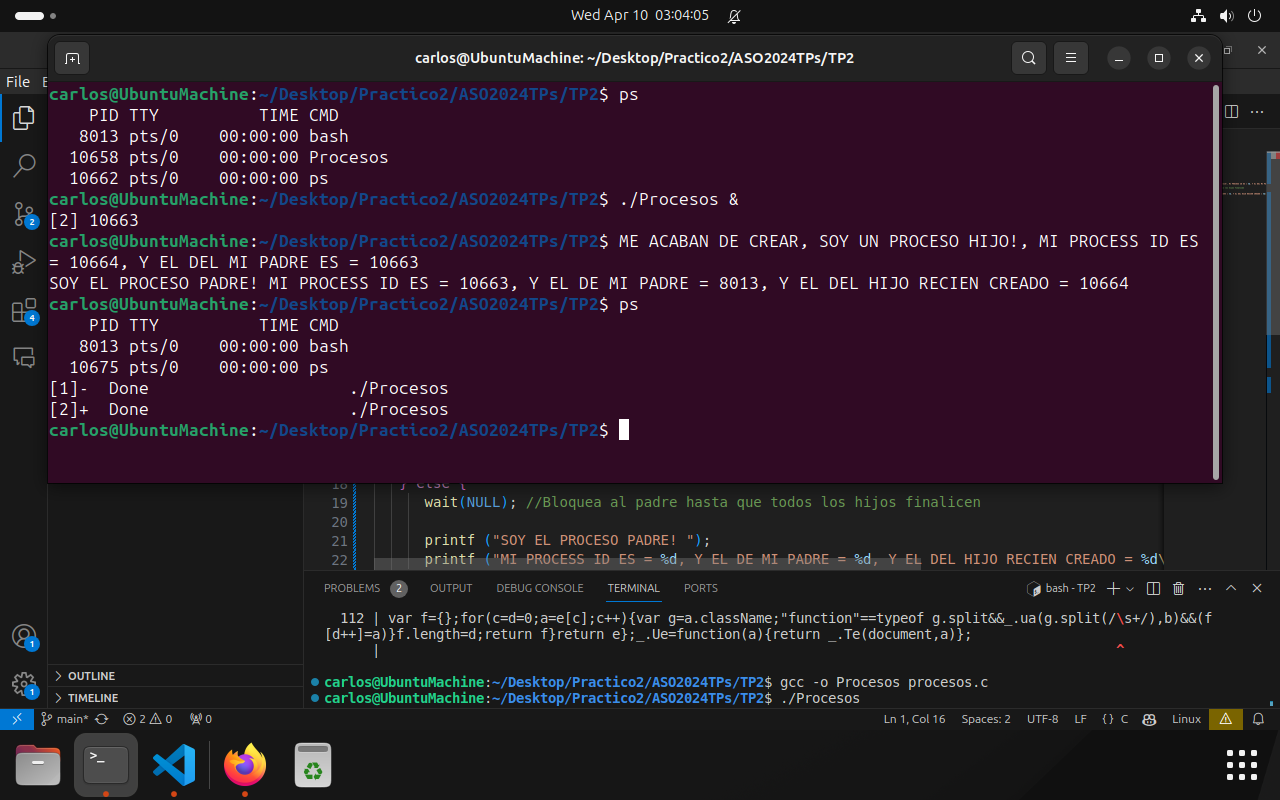 Wed Apr 10 03:04:05
carlos@UbuntuMachine: ~/Desktop/Practico2/ASO2024TPs/TP2
File
carlos@UbuntuMachine:~/Desktop/Practico2/ASO2024TPs/TP2$ ps
PID TTY TIME CMD
8013 pts/0 00:00:00 bash
10658 pts/0 00:00:00 Procesos
10662 pts/0 00:00:00 ps
carlos@UbuntuMachine:~/Desktop/Practico2/ASO2024TPs/TP2$ ./Procesos &
[2] 10663
carlos@UbuntuMachine:~/Desktop/Practico2/ASO2024TPs/TP2$ ME ACABAN DE CREAR, SOY UN PROCESO HIJO!, MI PROCESS ID ES
= 10664, Y EL DEL MI PADRE ES = 10663
SOY EL PROCESO PADRE! MI PROCESS ID ES = 10663, Y EL DE MI PADRE = 8013, Y EL DEL HIJO RECIEN CREADO = 10664
carlos@UbuntuMachine:~/Desktop/Practico2/ASO2024TPs/TP2$ ps
PID TTY TIME CMD
8013 pts/0 00:00:00 bash
10675 pts/0 00:00:00 ps
[1]- Done ./Procesos
[2]+ Done ./Procesos
carlos@UbuntuMachine:~/Desktop/Practico2/ASO2024TPs/TP2$
2
4
1
1
18 } else {
19 wait(NULL); //Bloquea al padre hasta que todos los hijos finalicen
20
21 printf ("SOY EL PROCESO PADRE! ");
22 printf ("MI PROCESS ID ES = %d, Y EL DE MI PADRE = %d, Y EL DEL HIJO RECIEN CREADO = %d\
PROBLEMS 2 OUTPUT DEBUG CONSOLE TERMINAL PORTS bash - TP2
112 | var f={};for(c=d=0;a=e[c];c++){var g=a.className;"function"==typeof g.split&&_.ua(g.split(/\s+/),b)&&(f
[d++]=a)}f.length=d;return f}return e};_.Ue=function(a){return _.Te(document,a)};
| ^
carlos@UbuntuMachine:~/Desktop/Practico2/ASO2024TPs/TP2$ gcc -o Procesos procesos.c
carlos@UbuntuMachine:~/Desktop/Practico2/ASO2024TPs/TP2$ ./Procesos
OUTLINE
TIMELINE
main* 2 0 0 Ln 1, Col 16 Spaces: 2 UTF-8 LF { } C Linux